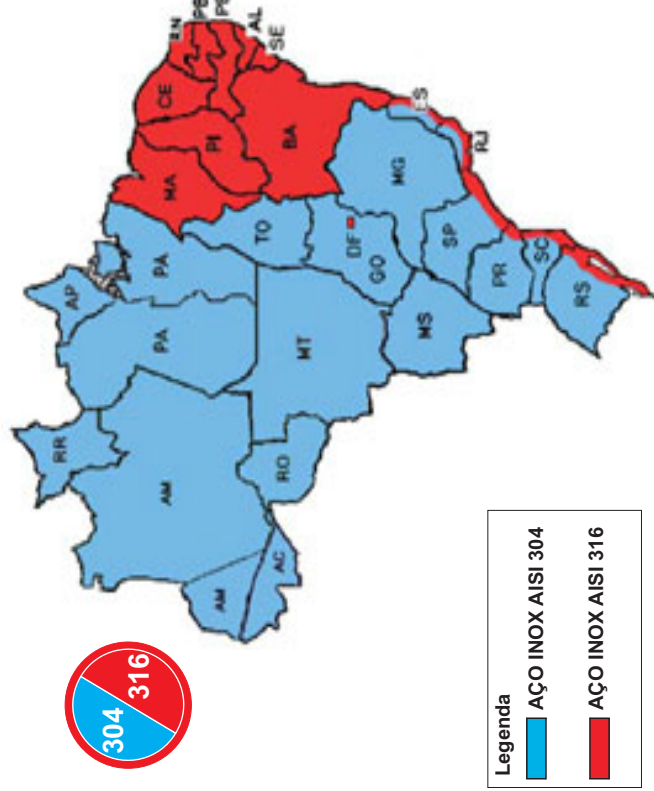 304
316
RR
AP
AM
PA
PA
MA
CE
RN
PB
PI
AL
SE
BA
AM
AC
RO
MT
TO
DF
GO
MG
ES
RJ
MS
SP
PR
SC
RS
Legenda
AÇO INOX AISI 304
AÇO INOX AISI 316